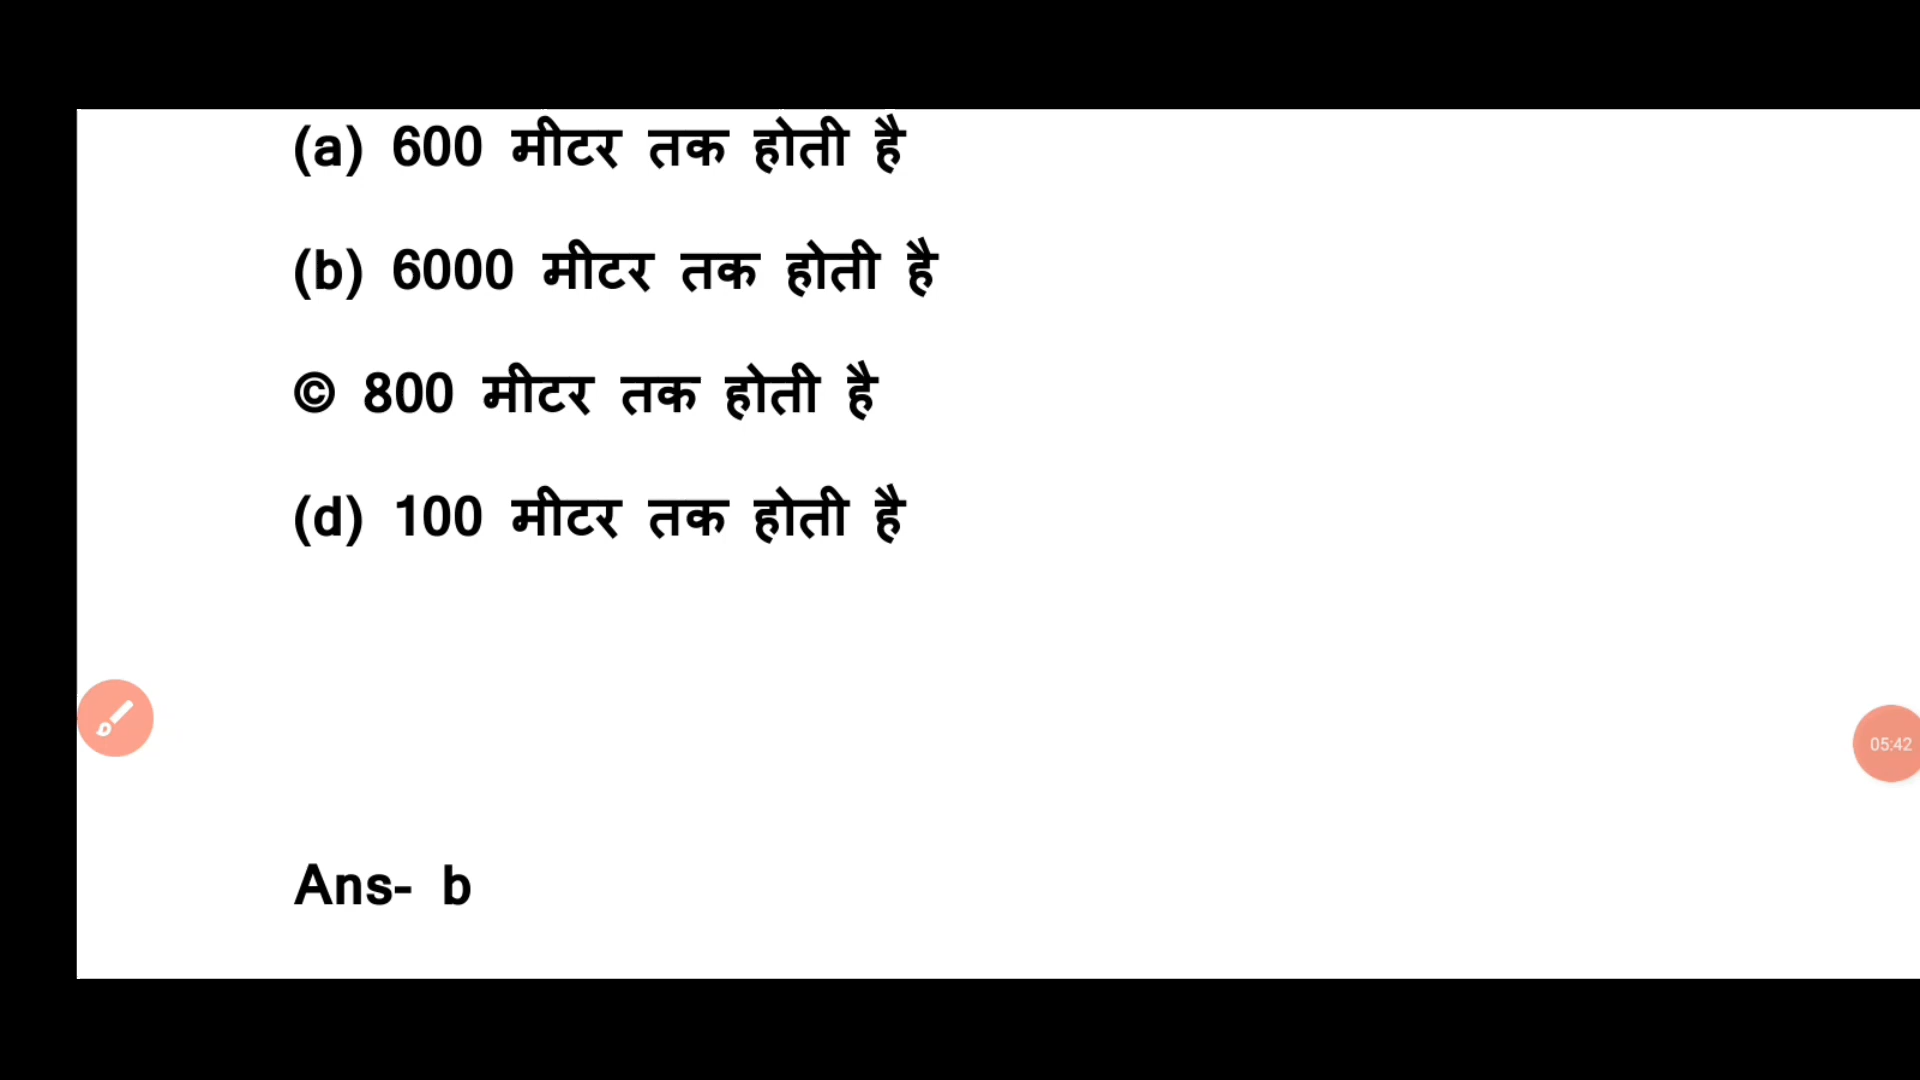 (a) 600 मीटर तक होती है
(b) 6000 मीटर तक होती है
© 800 मीटर तक होती है
(d) 100 मीटर तक होती है
05:42
Ans- b